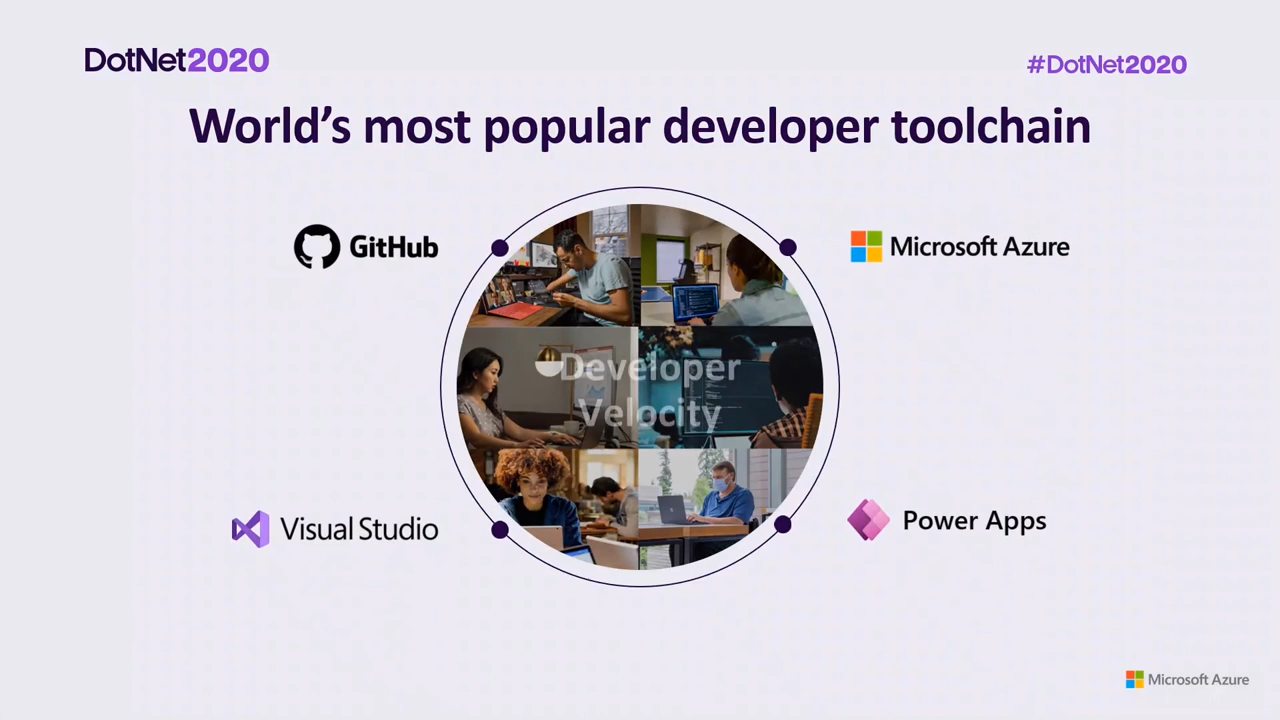 DotNet2020
#DotNet2020
World's most popular developer toolchain
GitHub
Microsoft Azure
Developer
Velocity
Visual Studio
Power Apps
Microsoft Azure